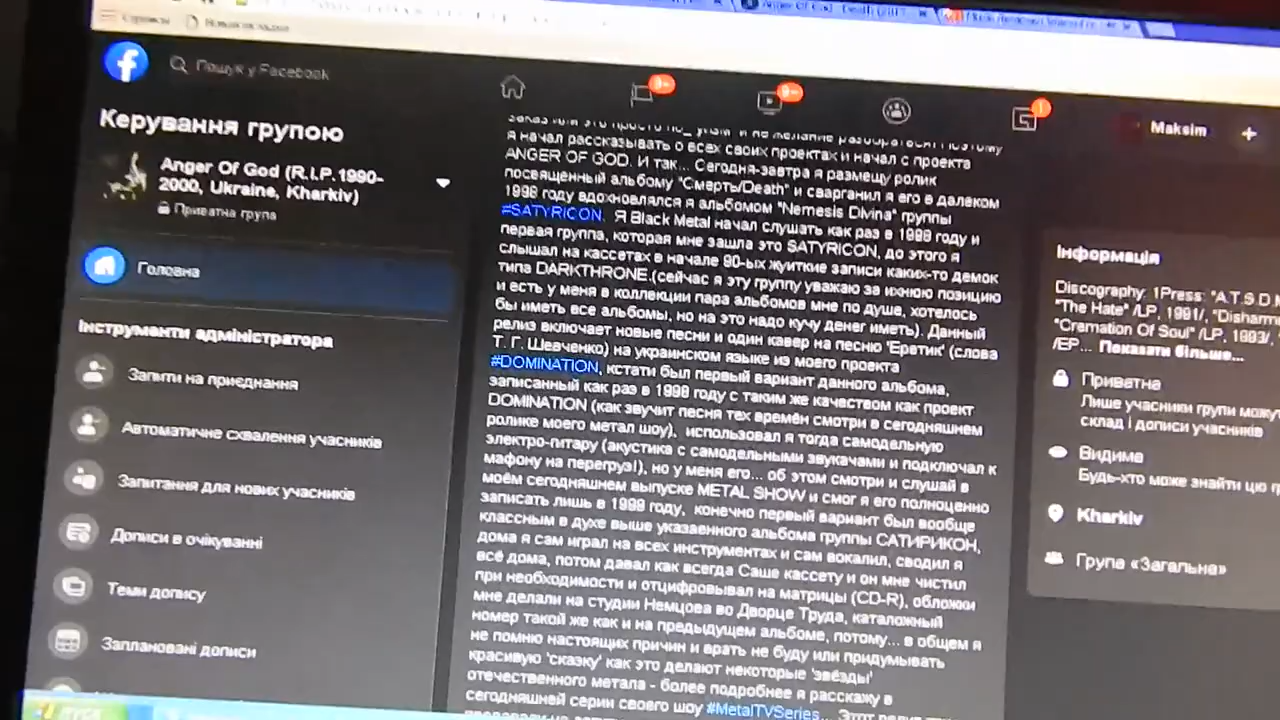 Пошук у Facebook
9+
9+
1
Maksim
Керування групою
Anger Of God (R.I.P.1990-
2000, Ukraine, Kharkiv)
Приватна група
Головна
Інструменти адміністратора
Запити на приєднання
Автоматичне схвалення учасників
Запитання для нових учасників
Дописи в очікуванні
Теми допису
Заплановані дописи
я начал рассказывать о всех своих проектах и начал с проекта
ANGER OF GOD. И так... Сегодня-завтра я размещу ролик
посвященный альбому "Смерть/Death" и сварганил я его в далеком
1998 году вдохновлялся я альбомом "Nemesis Divina" группы
#SATYRICON. Я Black Metal начал слушать как раз в 1998 году и
первая группа, которая мне зашла это SATYRICON, до этого я
слышал на кассетах в начале 90-ых жуиткие записи каких-то демок
типа DARKTHRONE.(сейчас я эту группу уважаю за ихнюю позицию
и есть у меня в коллекции пара альбомов мне по душе, хотелось
бы иметь все альбомы, но на это надо кучу денег иметь). Данный
релиз включает новые песни и один кавер на песню 'Еретик' (слова
Т. Г. Шевченко) на украинском языке из моего проекта
#DOMINATION, кстати был первый вариант данного альбома,
записанный как раз в 1998 году с таким же качеством как проект
DOMINATION (как звучит песня тех времён смотри в сегодняшнем
ролике моего метал шоу), использовал я тогда самодельную
электро-гитару (акустика с самодельными звукачами и подключал к
мафону на перегруз!), но у меня его... об этом смотри и слушай в
моём сегодняшнем выпуске METAL SHOW и смог я его полноценно
записать лишь в 1999 году, конечно первый вариант был вообще
классным в духе выше указаенного альбома группы САТИРИКОН,
дома я сам играл на всех инструментах и сам вокалил, сводил я
всё дома, потом давал как всегда Саше кассету и он мне чистил
при необходимости и отцифровывал на матрицы (CD-R), обложки
мне делали на студии Немцова во Дворце Труда, каталожный
номер такой же как и на предыдущем альбоме, потому... в общем я
не помню настоящих причин и врать не буду или придумывать
красивую 'сказку' как это делают некоторые 'звёзды'
отечественного метала - более подробнее я расскажу в
сегодняшней серии своего шоу #MetalTVSeries...
Інформація
Discography: 1Press: "A.T.S.D.
"The Hate" /LP, 1991/, "Disharm
"Cremation Of Soul" /LP, 1993/,
/EP... Показати більше...
Приватна
Лише учасники групи можу
склад і дописи учасників
Видима
Будь-хто може знайти цю г
Kharkiv
Група «Загальна»